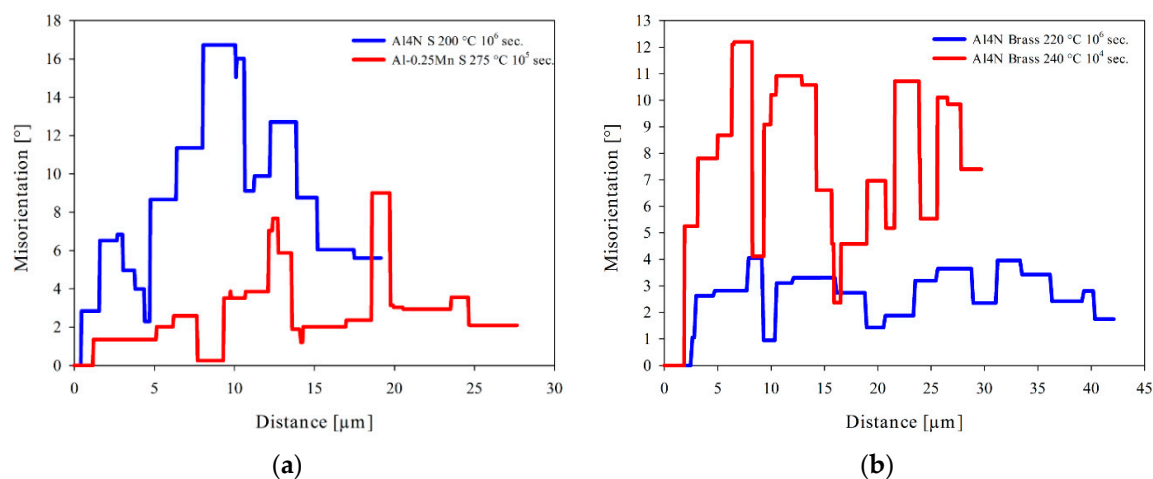 18
16
14
12
10
8
6
4
2
0
Misorientation [°]
Al4N S 200 °C 10⁶ sec.
Al-0.25Mn S 275 °C 10⁵ sec.
0 5 10 15 20 25 30
Distance [µm]
(a)
13
12
11
10
9
8
7
6
5
4
3
2
1
0
Misorientation [°]
Al4N Brass 220 °C 10⁶ sec.
Al4N Brass 240 °C 10⁴ sec.
0 5 10 15 20 25 30 35 40 45
Distance [µm]
(b)